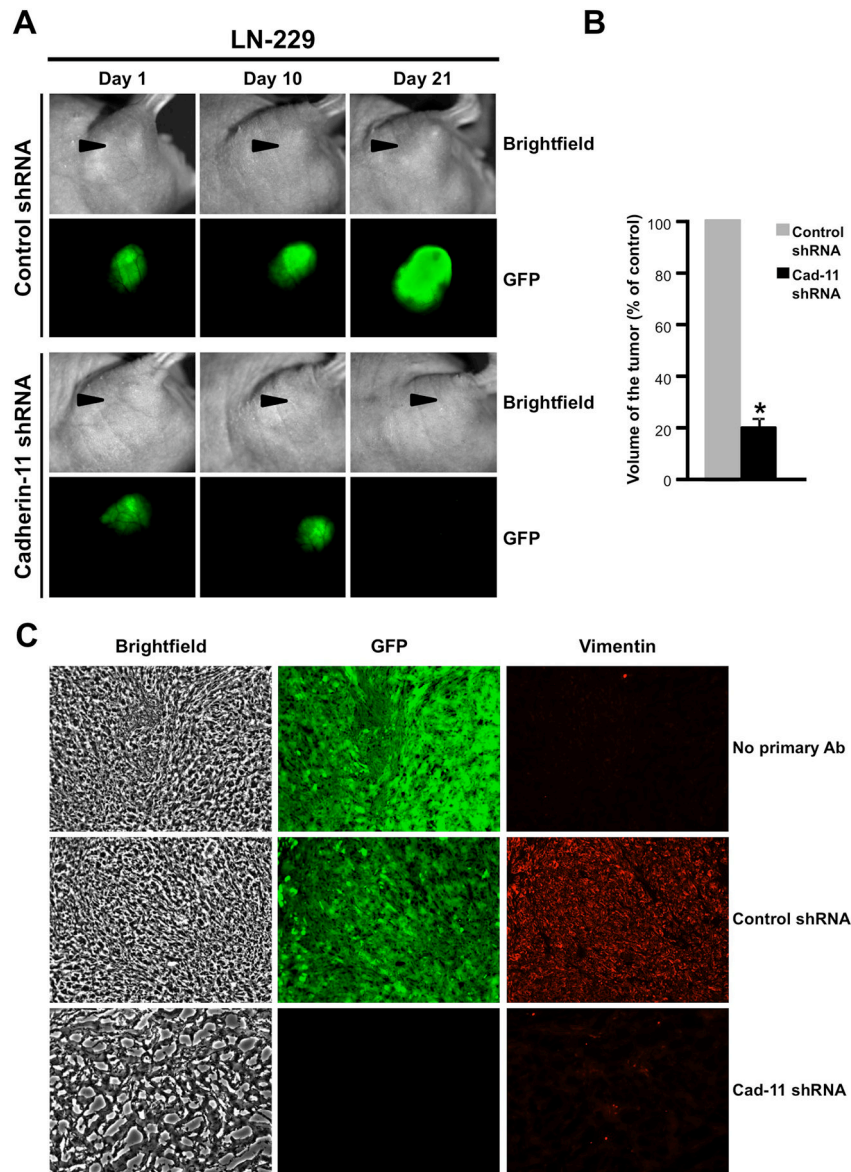 A
LN-229
Day 1 Day 10 Day 21
Control shRNA
Brightfield
GFP
Cadherin-11 shRNA
Brightfield
GFP
B
Volume of the tumor (% of control)
100
80
60
40
20
0
*
Control
shRNA
Cad-11
shRNA
C
Brightfield GFP Vimentin
No primary Ab
Control shRNA
Cad-11 shRNA